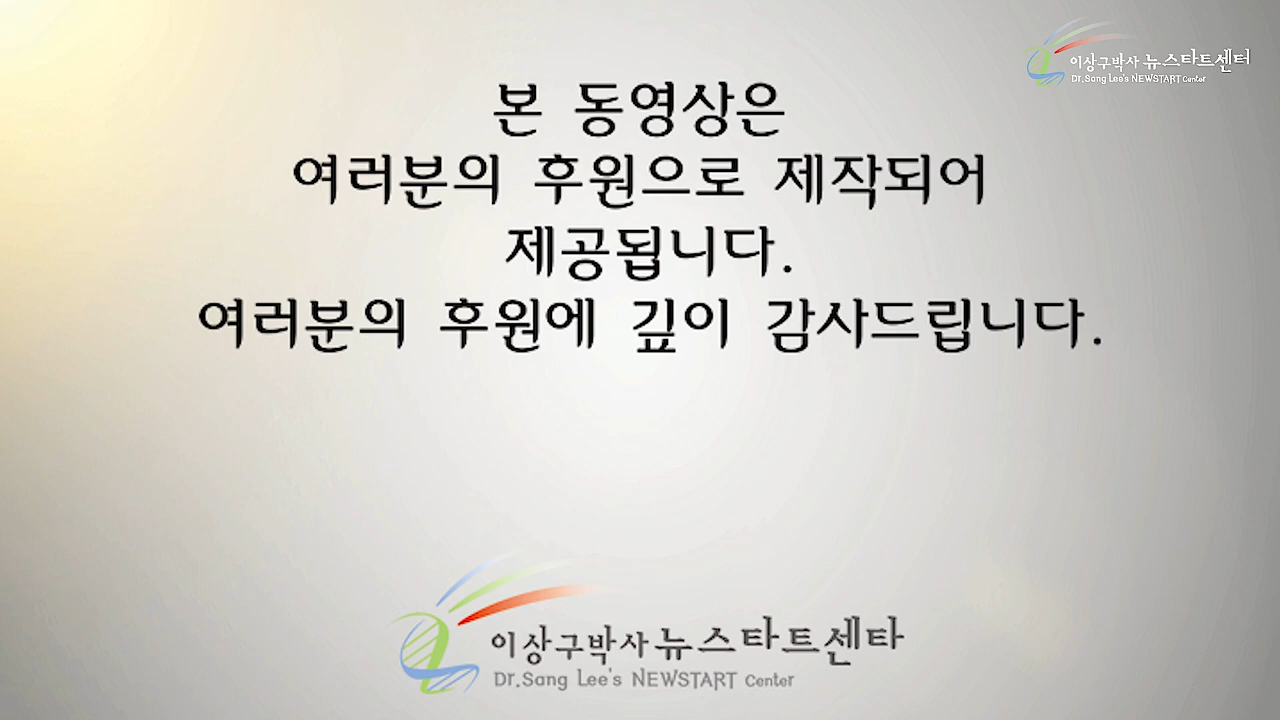 이상구박사 뉴스타트센터
Dr.Sang Lee's NEWSTART Center
본 동영상은
여러분의 후원으로 제작되어
제공됩니다.
여러분의 후원에 깊이 감사드립니다.
이상구박사 뉴스타트센타
Dr.Sang Lee's NEWSTART Center